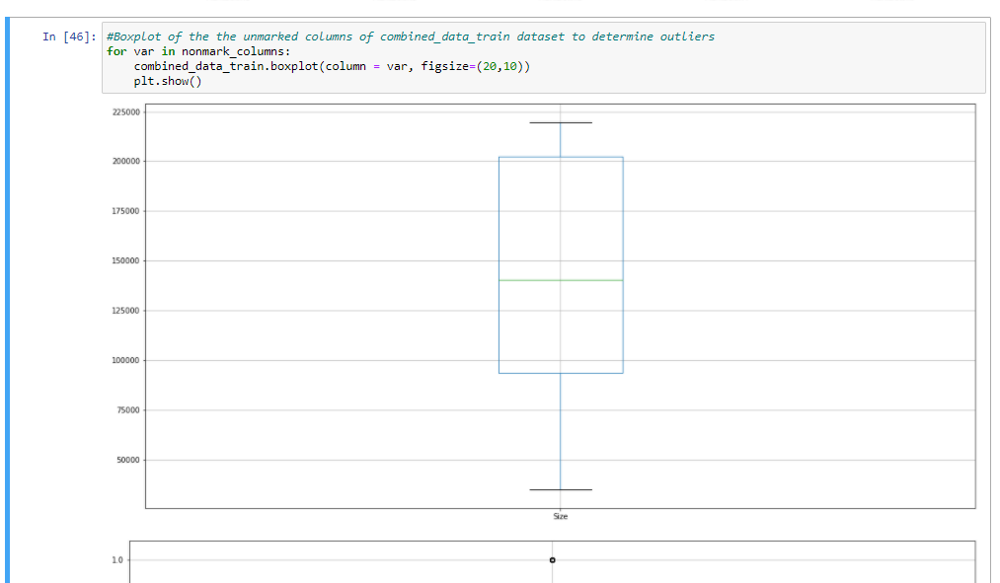 In [46]: #Boxplot of the the unmarked columns of combined_data_train dataset to determine outliers
for var in nonmark_columns:
    combined_data_train.boxplot(column = var, figsize=(20,10))
    plt.show()
225000
200000
175000
150000
125000
100000
75000
50000
Size
1.0